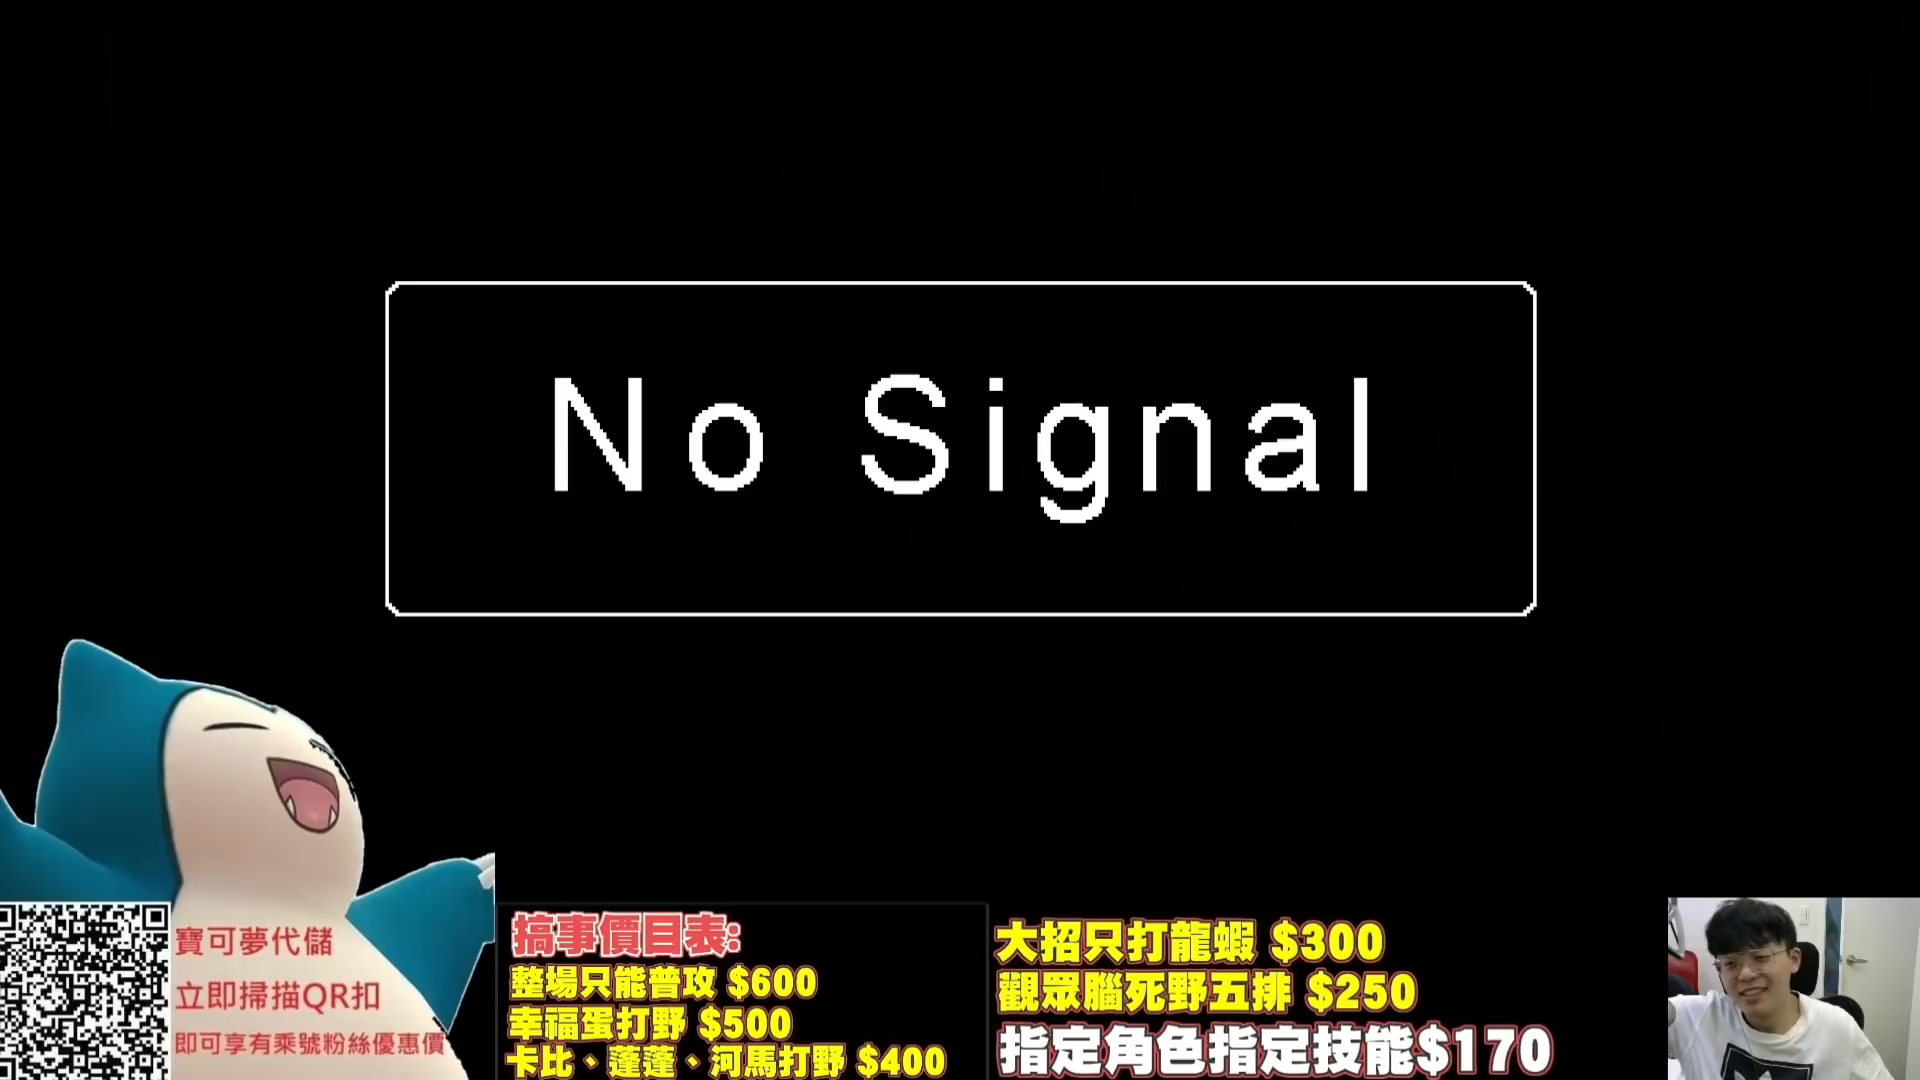 No Signal
寶可夢代儲
立即掃描QR扣
即可享有乘號粉絲優惠價
搞事價目表:
整場只能普攻 $600
幸福蛋打野 $500
卡比、蓬蓬、河馬打野 $400
大招只打龍蝦 $300
觀眾腦死野五排 $250
指定角色指定技能$170